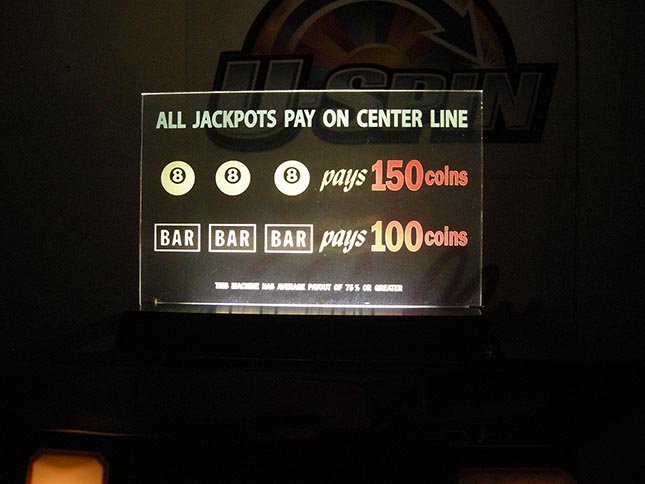 U-SPIN
ALL JACKPOTS PAY ON CENTER LINE
8 8 8 pays 150 coins
BAR BAR BAR pays 100 coins
THIS MACHINE HAS AVERAGE PAYOUT OF 75% OR GREATER